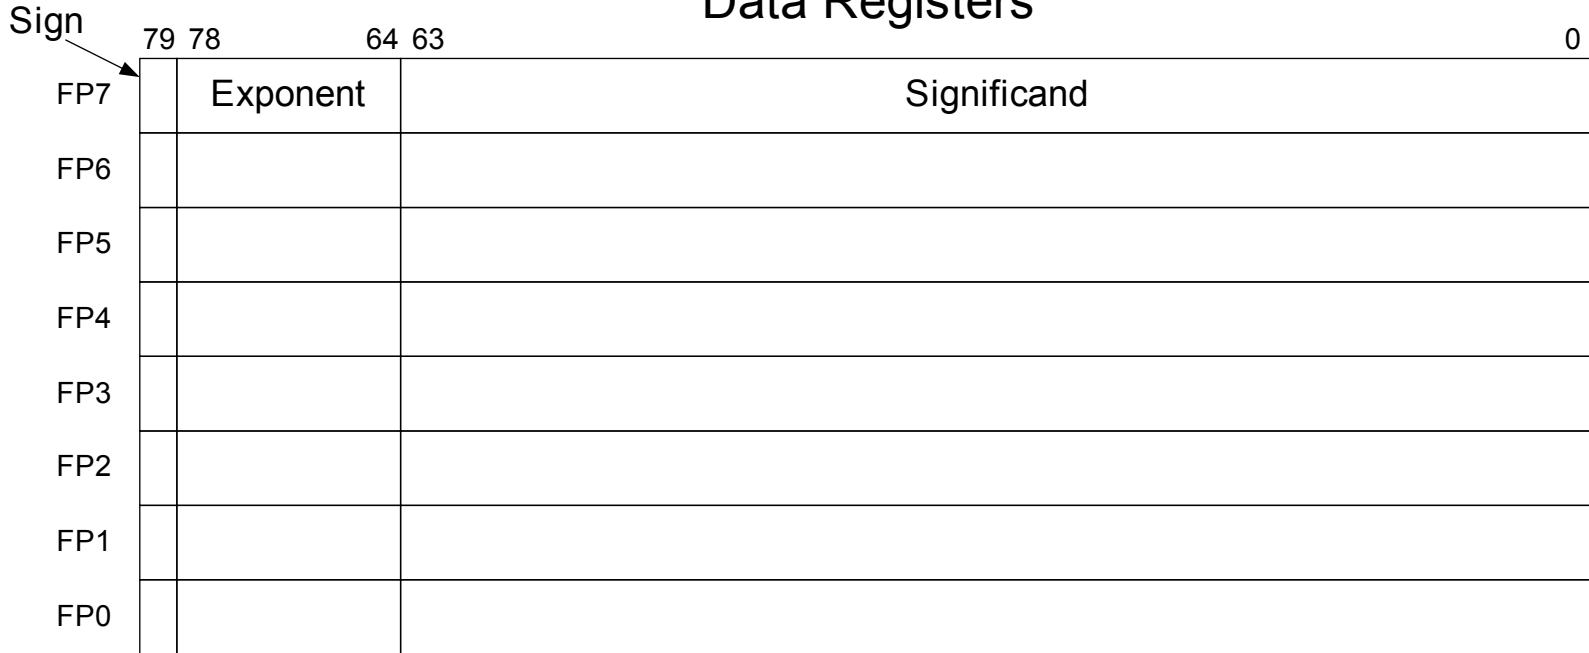 Data Registers
Sign
79 78 64 63 0
FP7 Exponent Significand
FP6
FP5
FP4
FP3
FP2
FP1
FP0